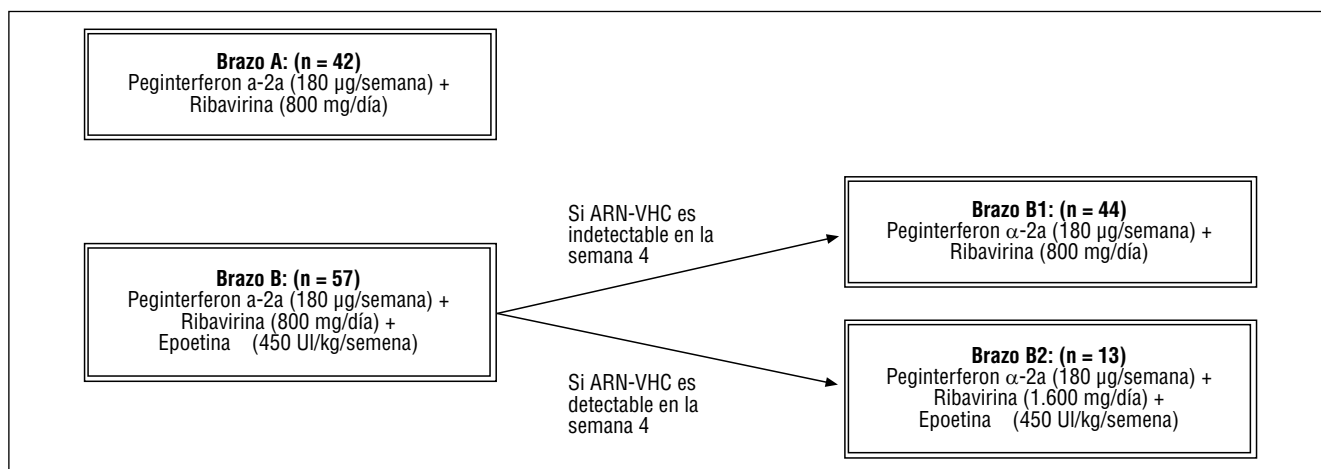 Brazo A: (n = 42)
Peginterferon a-2a (180 µg/semana) +
Ribavirina (800 mg/día)
Brazo B: (n = 57)
Peginterferon a-2a (180 µg/semana) +
Ribavirina (800 mg/día) +
Epoetina (450 UI/kg/semena)
Si ARN-VHC es
indetectable en la
semana 4
Si ARN-VHC es
detectable en la
semana 4
Brazo B1: (n = 44)
Peginterferon α-2a (180 µg/semana) +
Ribavirina (800 mg/día)
Brazo B2: (n = 13)
Peginterferon α-2a (180 µg/semana) +
Ribavirina (1.600 mg/día) +
Epoetina (450 UI/kg/semena)